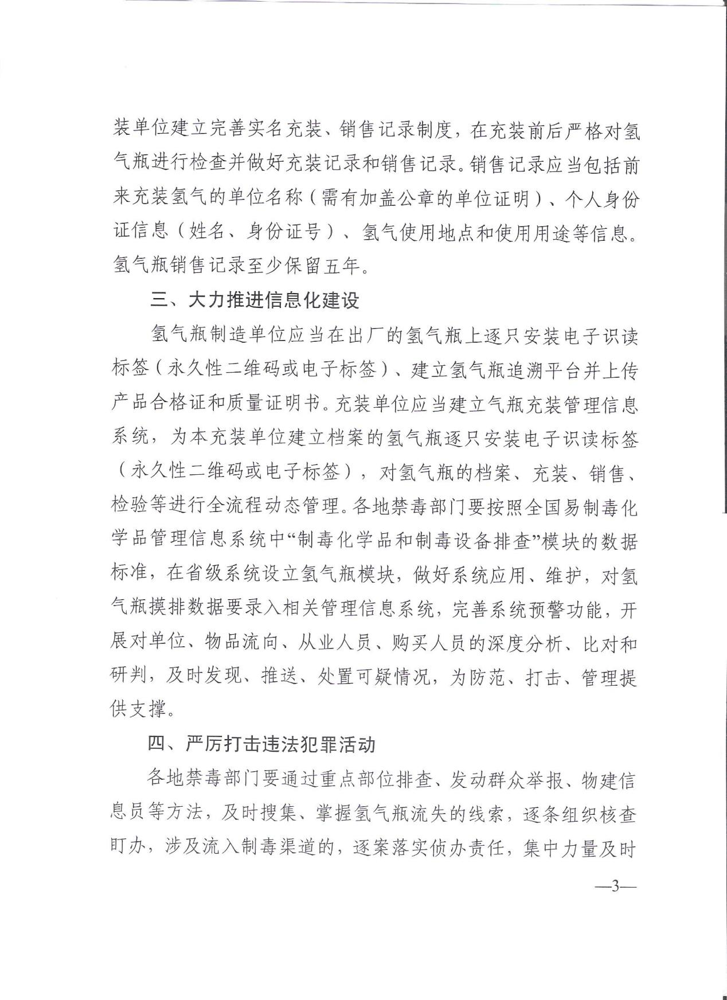 装单位建立完善实名充装、销售记录制度，在充装前后严格对氢
气瓶进行检查并做好充装记录和销售记录。销售记录应当包括前
来充装氢气的单位名称（需有加盖公章的单位证明）、个人身份
证信息（姓名、身份证号）、氢气使用地点和使用用途等信息。
氢气瓶销售记录至少保留五年。
三、大力推进信息化建设
氢气瓶制造单位应当在出厂的氢气瓶上逐只安装电子识读
标签（永久性二维码或电子标签）、建立氢气瓶追溯平台并上传
产品合格证和质量证明书。充装单位应当建立气瓶充装管理信息
系统，为本充装单位建立档案的氢气瓶逐只安装电子识读标签
（永久性二维码或电子标签），对氢气瓶的档案、充装、销售、
检验等进行全流程动态管理。各地禁毒部门要按照全国易制毒化
学品管理信息系统中“制毒化学品和制毒设备排查”模块的数据
标准，在省级系统设立氢气瓶模块，做好系统应用、维护，对氢
气瓶摸排数据要录入相关管理信息系统，完善系统预警功能，开
展对单位、物品流向、从业人员、购买人员的深度分析、比对和
研判，及时发现、推送、处置可疑情况，为防范、打击、管理提
供支撑。
四、严厉打击违法犯罪活动
各地禁毒部门要通过重点部位排查、发动群众举报、物建信
息员等方法，及时搜集、掌握氢气瓶流失的线索，逐条组织核查
盯办，涉及流入制毒渠道的，逐案落实侦办责任，集中力量及时
—3—